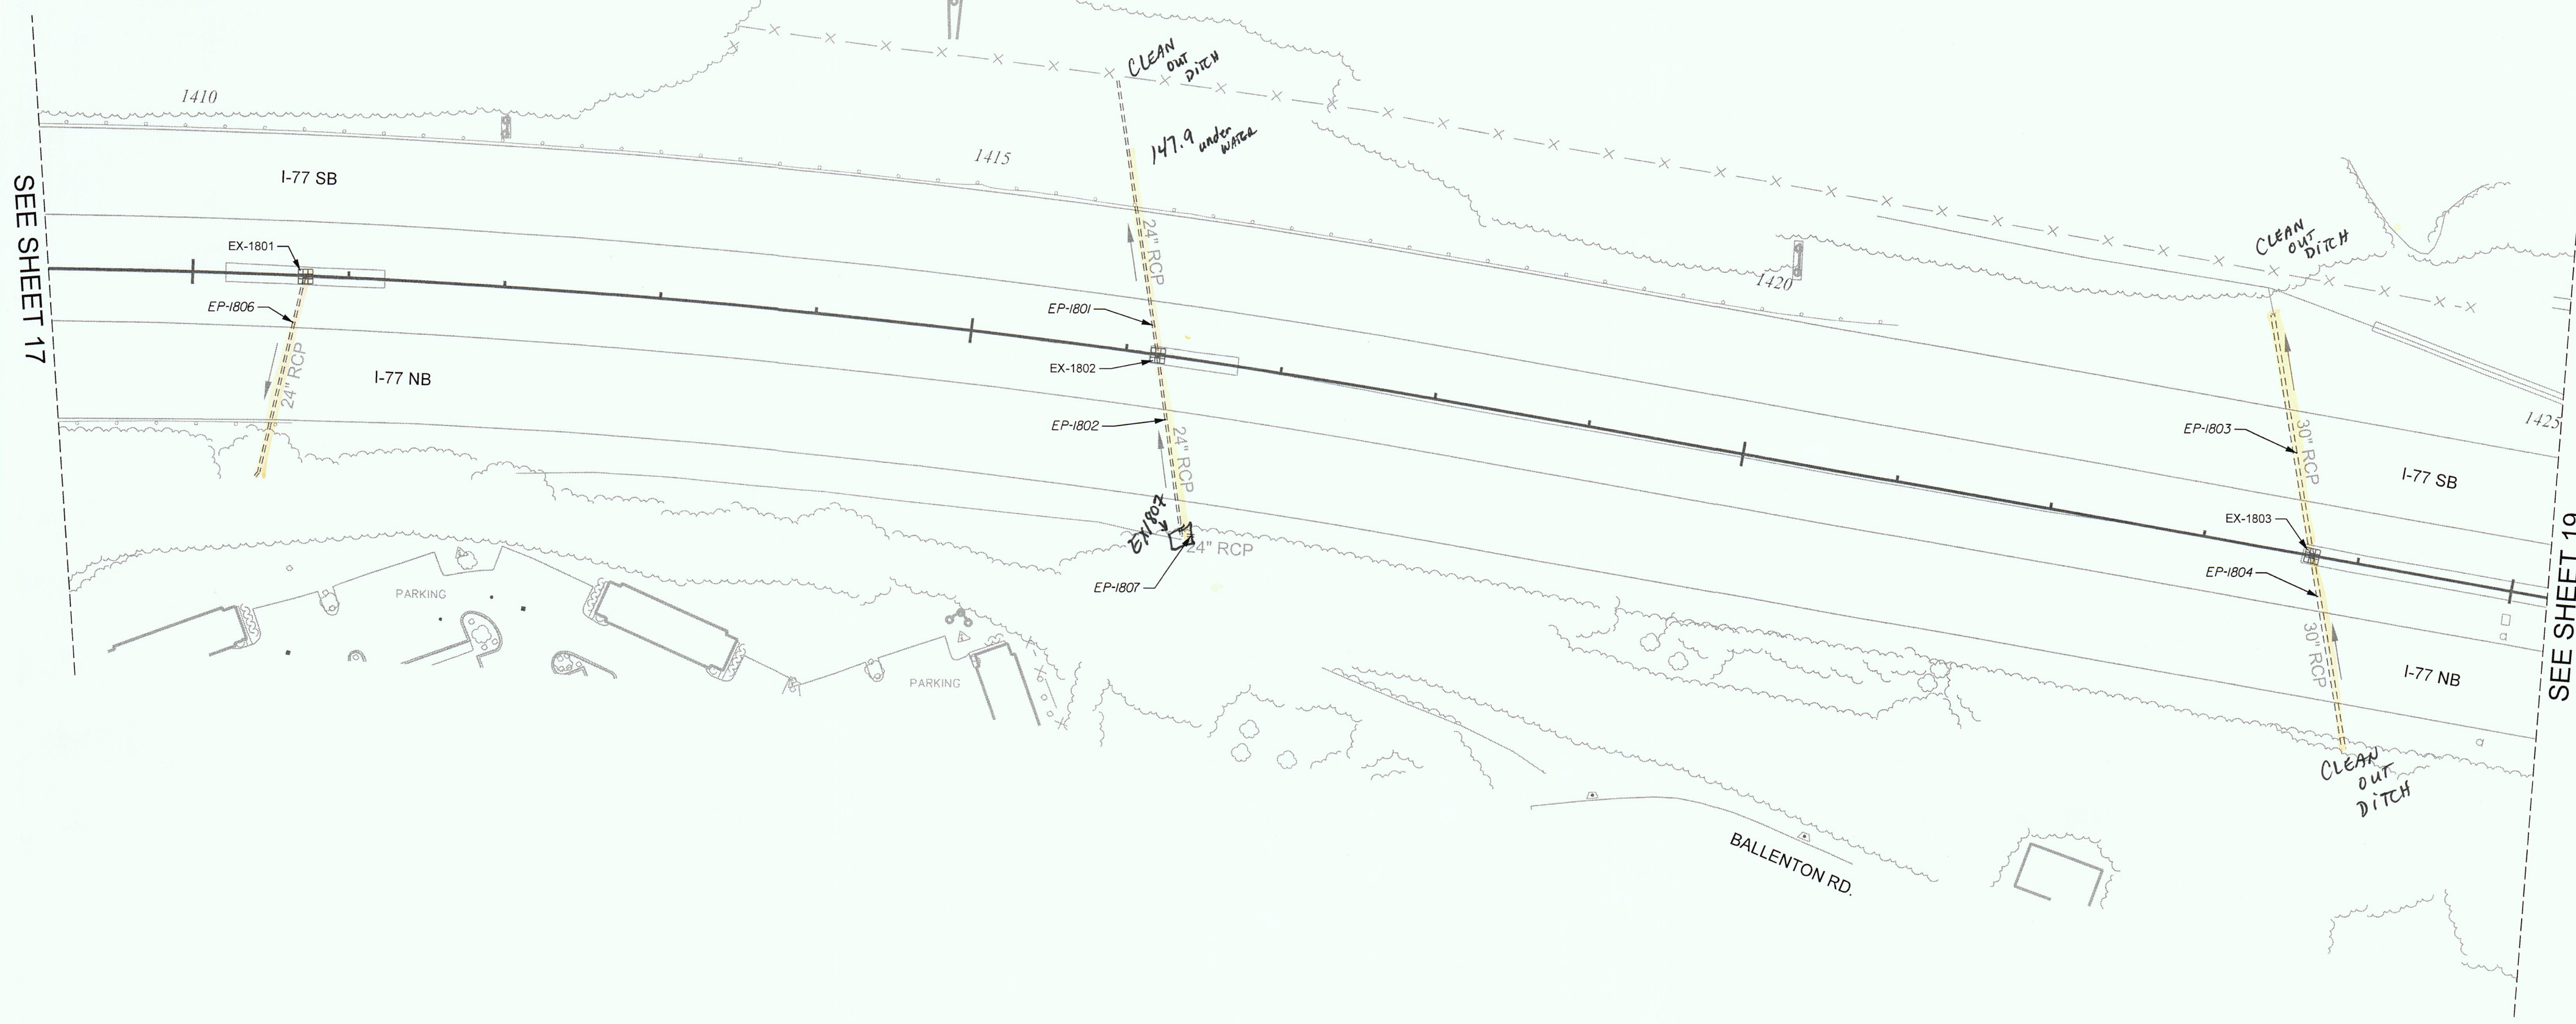 CLEAN
OUT
DITCH
1410
147.9 under
WATER
1415
I-77 SB
SEE SHEET 17
24" RCP
CLEAN
OUT
DITCH
EX-1801
1420
EP-1806
EP-1801
24" RCP
I-77 NB
EX-1802
1425
EP-1802
EP-1803
30" RCP
24" RCP
I-77 SB
EX1807
EX-1803
24" RCP
SEE SHEET 19
EP-1804
EP-1807
PARKING
30" RCP
I-77 NB
PARKING
CLEAN
OUT
DITCH
BALLENTON RD.